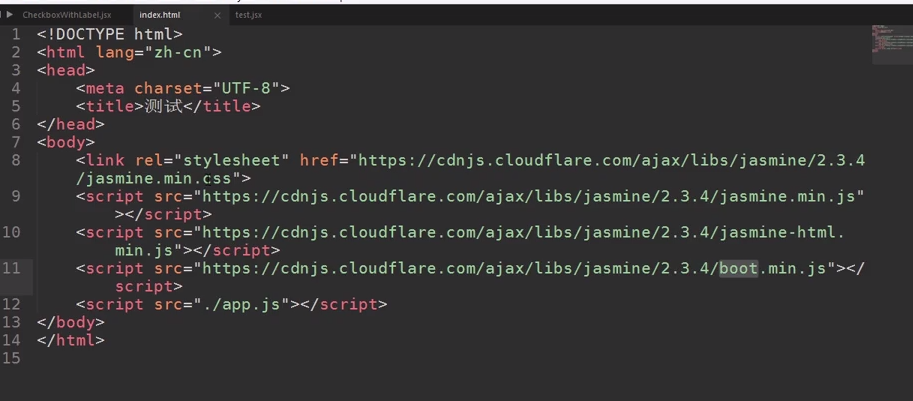 CheckboxWithLabel.jsx index.html × test.jsx
1 <!DOCTYPE html>
2 <html lang="zh-cn">
3 <head>
4 <meta charset="UTF-8">
5 <title>测试</title>
6 </head>
7 <body>
8 <link rel="stylesheet" href="https://cdnjs.cloudflare.com/ajax/libs/jasmine/2.3.4
/jasmine.min.css">
9 <script src="https://cdnjs.cloudflare.com/ajax/libs/jasmine/2.3.4/jasmine.min.js"
></script>
10 <script src="https://cdnjs.cloudflare.com/ajax/libs/jasmine/2.3.4/jasmine-html.
min.js"></script>
11 <script src="https://cdnjs.cloudflare.com/ajax/libs/jasmine/2.3.4/boot.min.js"></
script>
12 <script src="./app.js"></script>
13 </body>
14 </html>
15